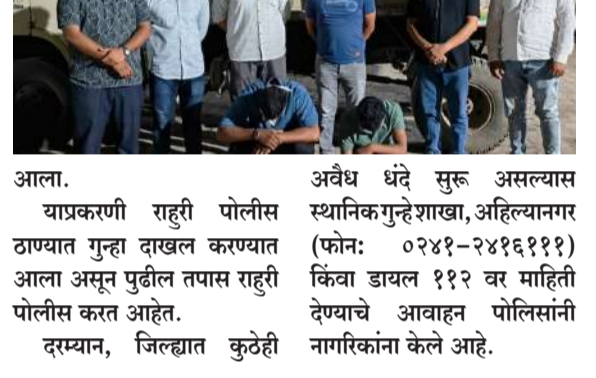 आला.
याप्रकरणी राहुरी पोलीस
ठाण्यात गुन्हा दाखल करण्यात
आला असून पुढील तपास राहुरी
पोलीस करत आहेत.
दरम्यान, जिल्ह्यात कुठेही
अवैध धंदे सुरू असल्यास
स्थानिक गुन्हे शाखा, अहिल्यानगर
(फोन: ०२४१–२४१६१११)
किंवा डायल ११२ वर माहिती
देण्याचे आवाहन पोलिसांनी
नागरिकांना केले आहे.